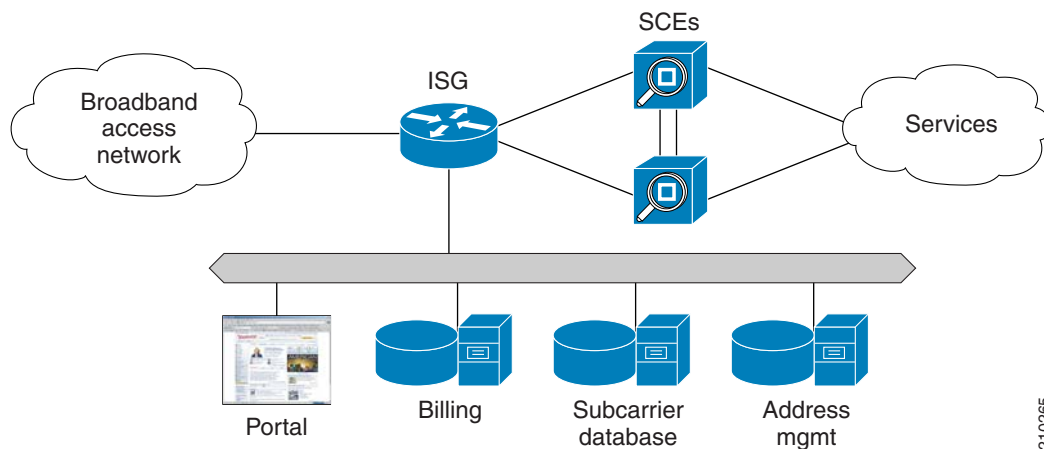 SCEs
ISG
Broadband
access
network
Services
Portal
Billing
Subcarrier
database
Address
mgmt